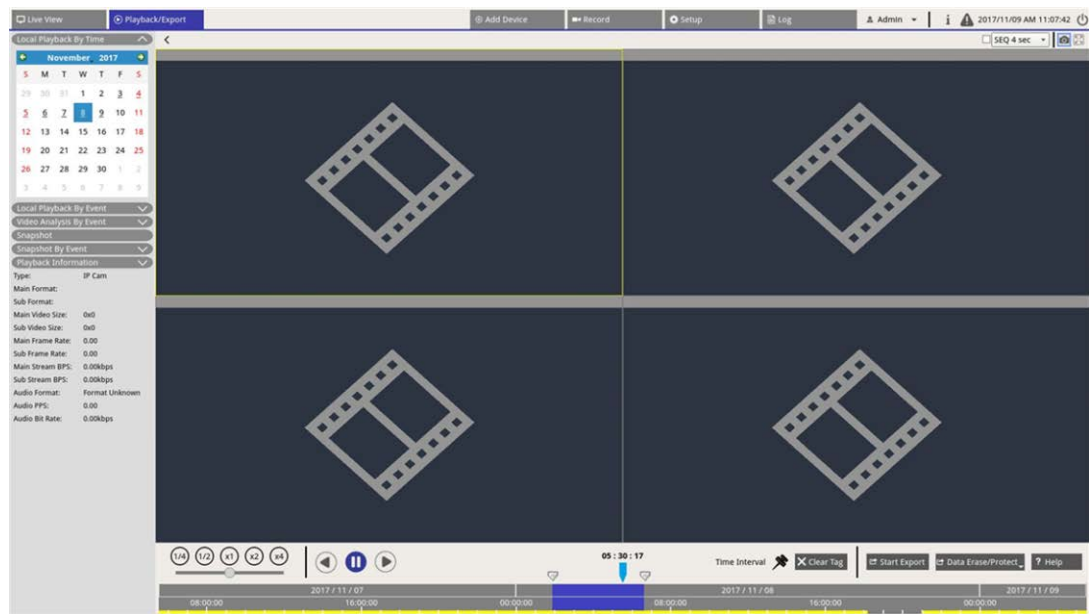 Live View
Playback/Export
Add Device
Record
Setup
Log
Admin
i
2017/11/09 AM 11:07:42
Local Playback By Time
SEQ 4 sec
November, 2017
S M T W T F S
29 30 31 1 2 3 4
5 6 7 8 9 10 11
12 13 14 15 16 17 18
19 20 21 22 23 24 25
26 27 28 29 30 1 2
3 4 5 6 7 8 9
Local Playback By Event
Video Analysis By Event
Snapshot
Snapshot By Event
Playback Information
Type: IP Cam
Main Format:
Sub Format:
Main Video Size: 0x0
Sub Video Size: 0x0
Main Frame Rate: 0.00
Sub Frame Rate: 0.00
Main Stream BPS: 0.00kbps
Sub Stream BPS: 0.00kbps
Audio Format: Format Unknown
Audio PPS: 0.00
Audio Bit Rate: 0.00kbps
1/4 1/2 x1 x2 x4
05 : 30 : 17
Time Interval
Clear Tag
Start Export
Data Erase/Protect
? Help
2017 / 11 / 07
2017 / 11 / 08
2017 / 11 / 09
08:00:00
16:00:00
00:00:00
08:00:00
16:00:00
00:00:00